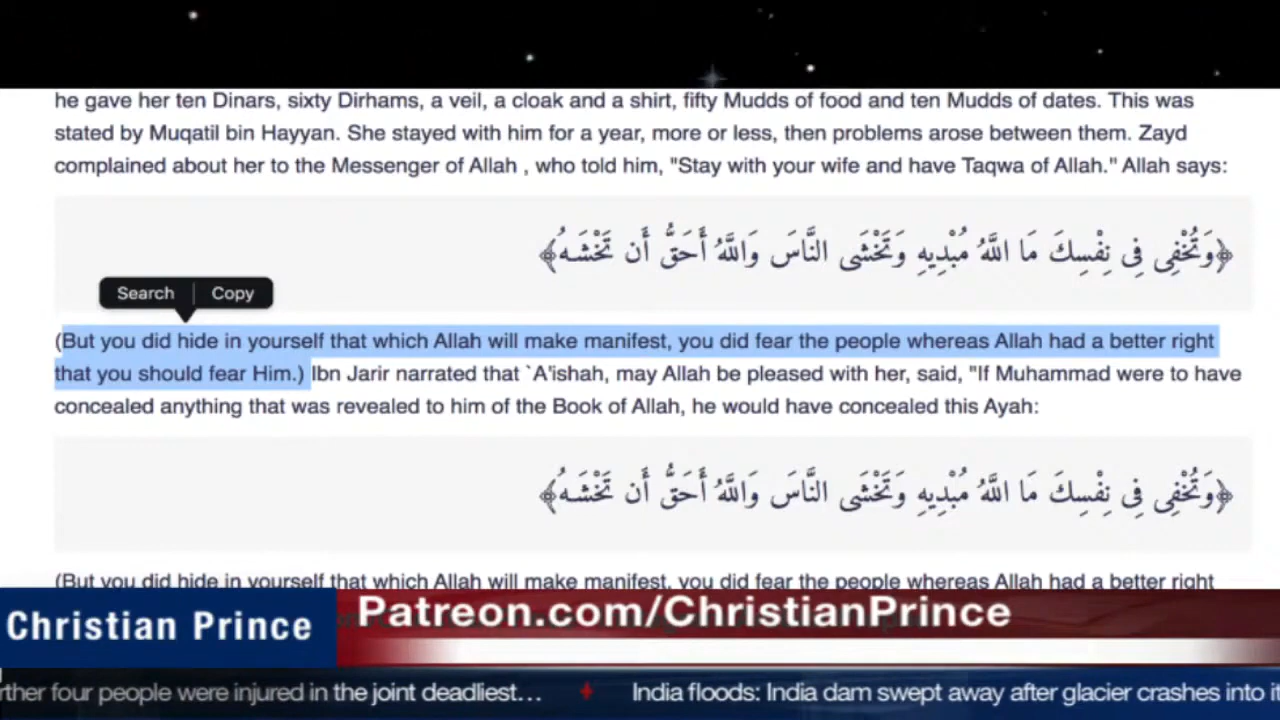 he gave her ten Dinars, sixty Dirhams, a veil, a cloak and a shirt, fifty Mudds of food and ten Mudds of dates. This was
stated by Muqatil bin Hayyan. She stayed with him for a year, more or less, then problems arose between them. Zayd
complained about her to the Messenger of Allah , who told him, "Stay with your wife and have Taqwa of Allah." Allah says:
﴿وَتُخْفِى فِى نِفْسِكَ مَا اللَّهُ مُبْدِيهِ وَتَخْشَى النَّاسَ وَاللَّهُ أَحَقُّ أَن تَخْشَـهُ﴾
Search Copy
(But you did hide in yourself that which Allah will make manifest, you did fear the people whereas Allah had a better right
that you should fear Him.) Ibn Jarir narrated that `A'ishah, may Allah be pleased with her, said, "If Muhammad were to have
concealed anything that was revealed to him of the Book of Allah, he would have concealed this Ayah:
﴿وَتُخْفِى فِى نِفْسِكَ مَا اللَّهُ مُبْدِيهِ وَتَخْشَى النَّاسَ وَاللَّهُ أَحَقُّ أَن تَخْشَـهُ﴾
(But you did hide in yourself that which Allah will make manifest, you did fear the people whereas Allah had a better right
Christian Prince
Patreon.com/ChristianPrince
rther four people were injured in the joint deadliest… India floods: India dam swept away after glacier crashes into it